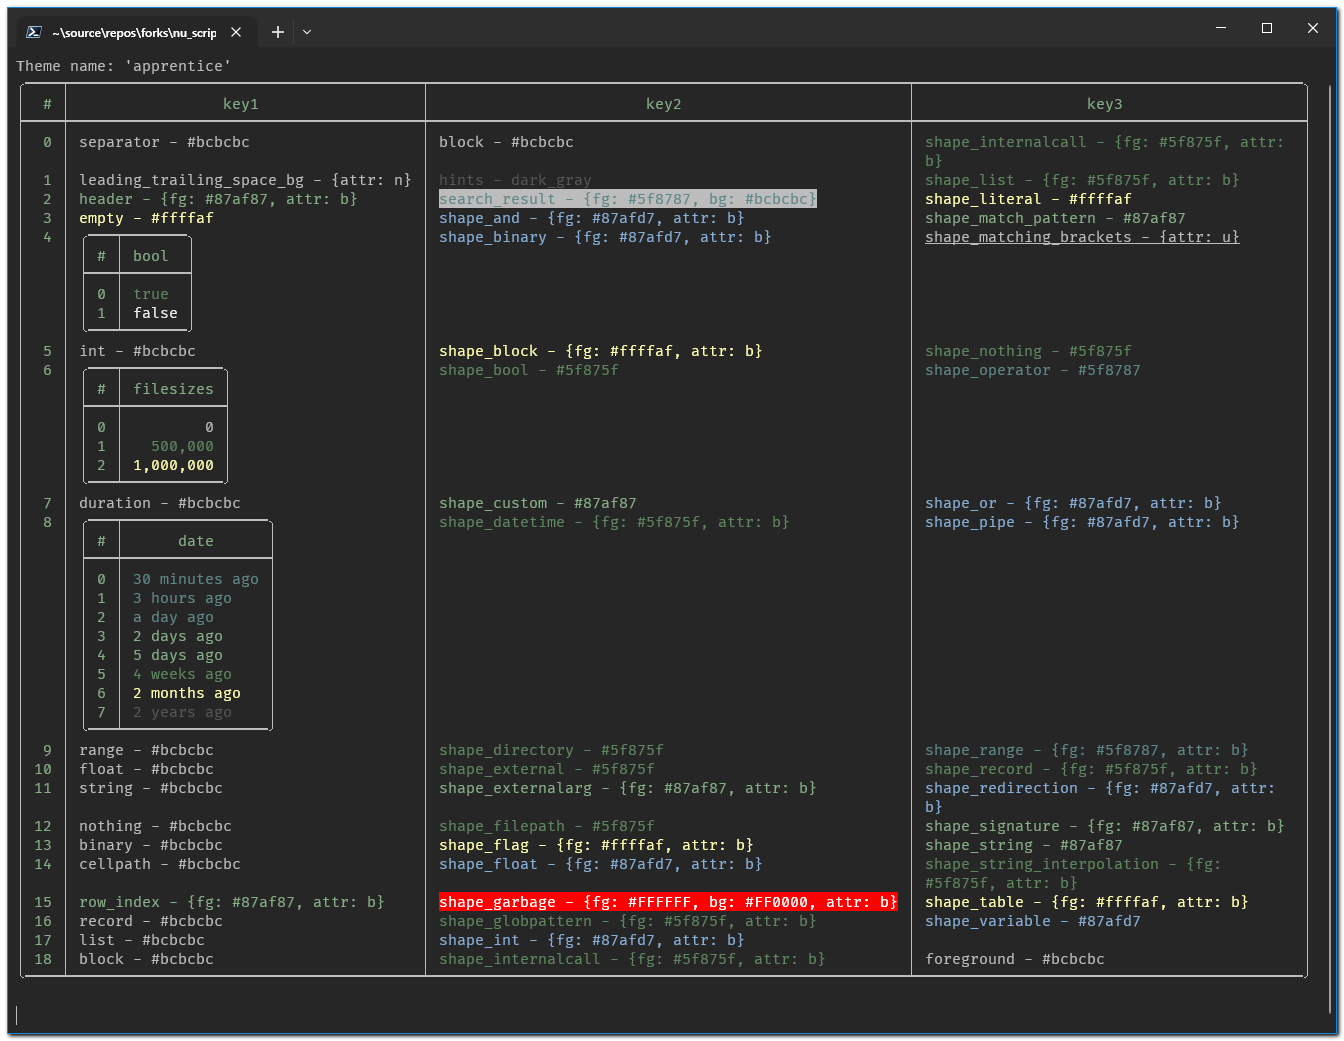 ~\source\repos\forks\nu_scrip
Theme name: 'apprentice'
# key1 key2 key3
0 separator - #bcbcbc block - #bcbcbc shape_internalcall - {fg: #5f875f, attr:
b}
1 leading_trailing_space_bg - {attr: n} hints - dark_gray shape_list - {fg: #5f875f, attr: b}
2 header - {fg: #87af87, attr: b} search_result - {fg: #5f8787, bg: #bcbcbc} shape_literal - #ffffaf
3 empty - #ffffaf shape_and - {fg: #87afd7, attr: b} shape_match_pattern - #87af87
4 shape_binary - {fg: #87afd7, attr: b} shape_matching_brackets - {attr: u}
# bool
0 true
1 false
5 int - #bcbcbc shape_block - {fg: #ffffaf, attr: b} shape_nothing - #5f875f
6 shape_bool - #5f875f shape_operator - #5f8787
# filesizes
0 0
1 500,000
2 1,000,000
7 duration - #bcbcbc shape_custom - #87af87 shape_or - {fg: #87afd7, attr: b}
8 shape_datetime - {fg: #5f875f, attr: b} shape_pipe - {fg: #87afd7, attr: b}
# date
0 30 minutes ago
1 3 hours ago
2 a day ago
3 2 days ago
4 5 days ago
5 4 weeks ago
6 2 months ago
7 2 years ago
9 range - #bcbcbc shape_directory - #5f875f shape_range - {fg: #5f8787, attr: b}
10 float - #bcbcbc shape_external - #5f875f shape_record - {fg: #5f875f, attr: b}
11 string - #bcbcbc shape_externalarg - {fg: #87af87, attr: b} shape_redirection - {fg: #87afd7, attr:
b}
12 nothing - #bcbcbc shape_filepath - #5f875f shape_signature - {fg: #87af87, attr: b}
13 binary - #bcbcbc shape_flag - {fg: #ffffaf, attr: b} shape_string - #87af87
14 cellpath - #bcbcbc shape_float - {fg: #87afd7, attr: b} shape_string_interpolation - {fg:
#5f875f, attr: b}
15 row_index - {fg: #87af87, attr: b} shape_garbage - {fg: #FFFFFF, bg: #FF0000, attr: b} shape_table - {fg: #ffffaf, attr: b}
16 record - #bcbcbc shape_globpattern - {fg: #5f875f, attr: b} shape_variable - #87afd7
17 list - #bcbcbc shape_int - {fg: #87afd7, attr: b}
18 block - #bcbcbc shape_internalcall - {fg: #5f875f, attr: b} foreground - #bcbcbc